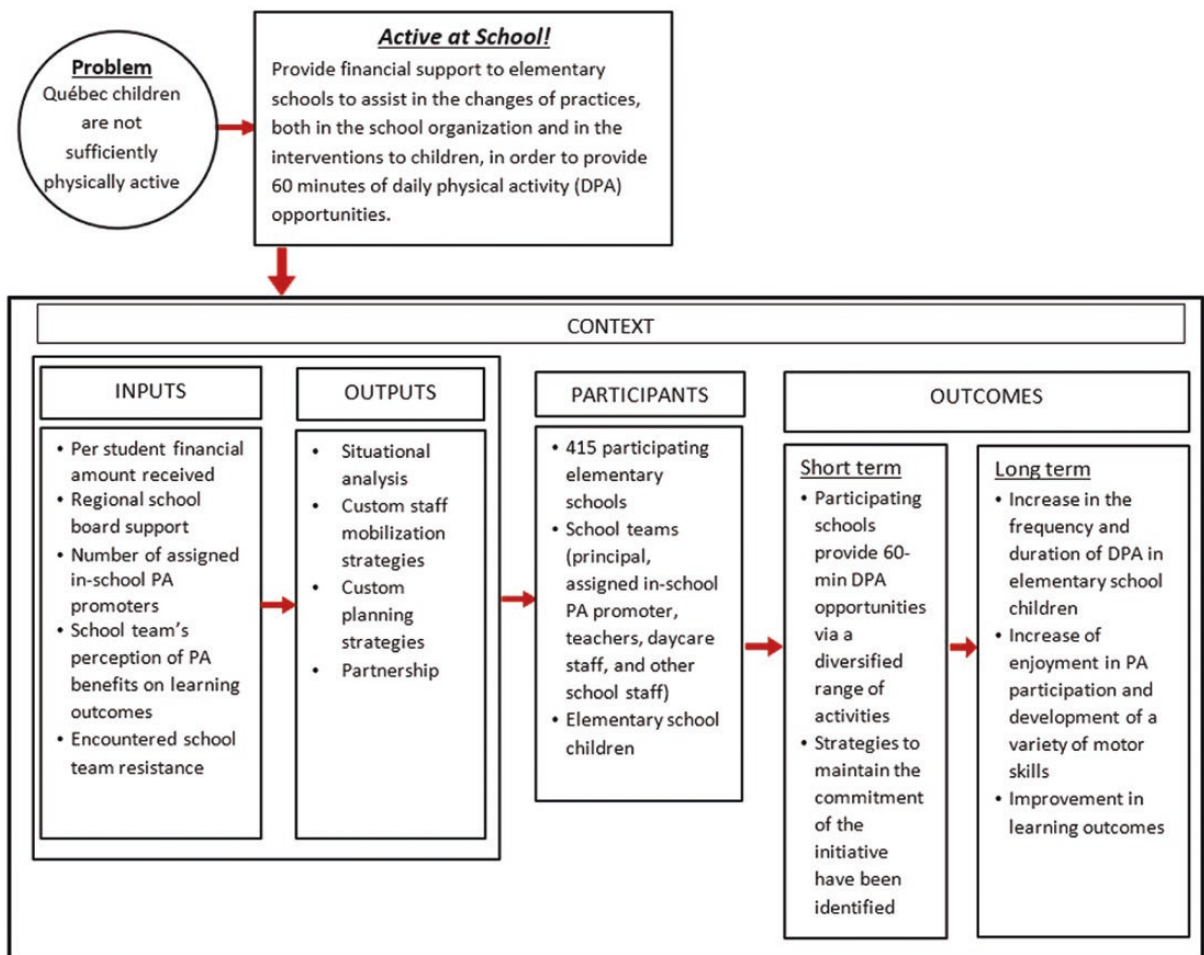 Problem
Québec children
are not
sufficiently
physically active
Active at School!
Provide financial support to elementary
schools to assist in the changes of practices,
both in the school organization and in the
interventions to children, in order to provide
60 minutes of daily physical activity (DPA)
opportunities.
CONTEXT
INPUTS
• Per student financial
amount received
• Regional school
board support
• Number of assigned
in-school PA
promoters
• School team's
perception of PA
benefits on learning
outcomes
• Encountered school
team resistance
OUTPUTS
• Situational
analysis
• Custom staff
mobilization
strategies
• Custom
planning
strategies
• Partnership
PARTICIPANTS
• 415 participating
elementary
schools
• School teams
(principal,
assigned in-school
PA promoter,
teachers, daycare
staff, and other
school staff)
• Elementary school
children
OUTCOMES
Short term
• Participating
schools
provide 60-
min DPA
opportunities
via a
diversified
range of
activities
• Strategies to
maintain the
commitment
of the
initiative
have been
identified
Long term
• Increase in the
frequency and
duration of DPA in
elementary school
children
• Increase of
enjoyment in PA
participation and
development of a
variety of motor
skills
• Improvement in
learning outcomes